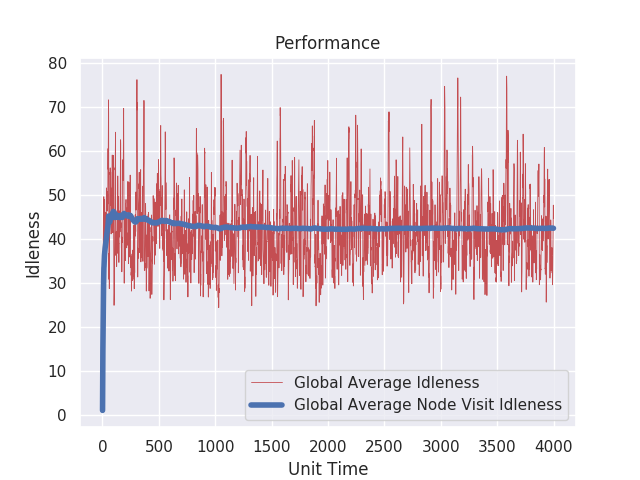 Performance
80
70
60
50
40
30
20
10
0
Idleness
Global Average Idleness
Global Average Node Visit Idleness
0 500 1000 1500 2000 2500 3000 3500 4000
Unit Time